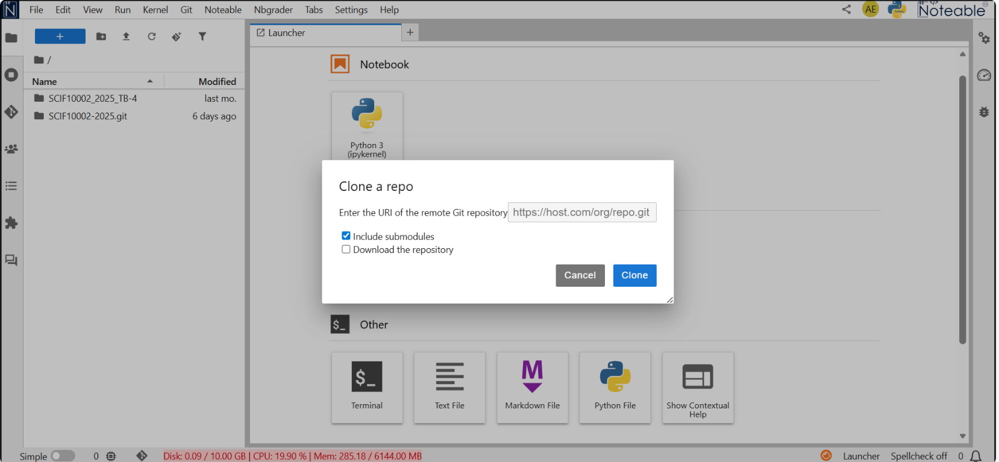 N File Edit View Run Kernel Git Noteable Nbgrader Tabs Settings Help AE python Noteable
+
Launcher +
/
Name Modified
SCIF10002_2025_TB-4 last mo.
SCIF10002-2025.git 6 days ago
Notebook
Python 3
(ipykernel)
Clone a repo
Enter the URI of the remote Git repository https://host.com/org/repo.git
Include submodules
Download the repository
Cancel Clone
$_ Other
$_
M
Terminal Text File Markdown File Python File Show Contextual
Help
Simple 0 Disk: 0.09 / 10.00 GB | CPU: 19.90 % | Mem: 285.18 / 6144.00 MB Launcher Spellcheck off 0